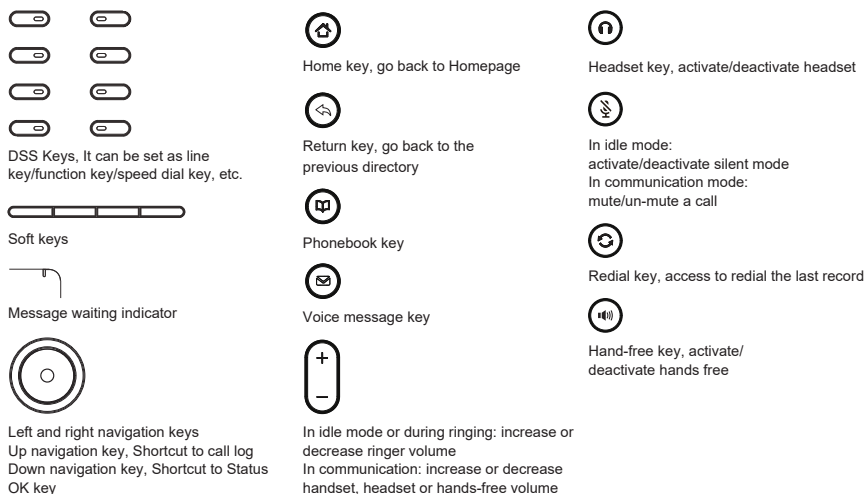 DSS Keys, It can be set as line
key/function key/speed dial key, etc.
Soft keys
Message waiting indicator
Left and right navigation keys
Up navigation key, Shortcut to call log
Down navigation key, Shortcut to Status
OK key
Home key, go back to Homepage
Return key, go back to the
previous directory
Phonebook key
Voice message key
In idle mode or during ringing: increase or
decrease ringer volume
In communication: increase or decrease
handset, headset or hands-free volume
Headset key, activate/deactivate headset
In idle mode:
activate/deactivate silent mode
In communication mode:
mute/un-mute a call
Redial key, access to redial the last record
Hand-free key, activate/
deactivate hands free